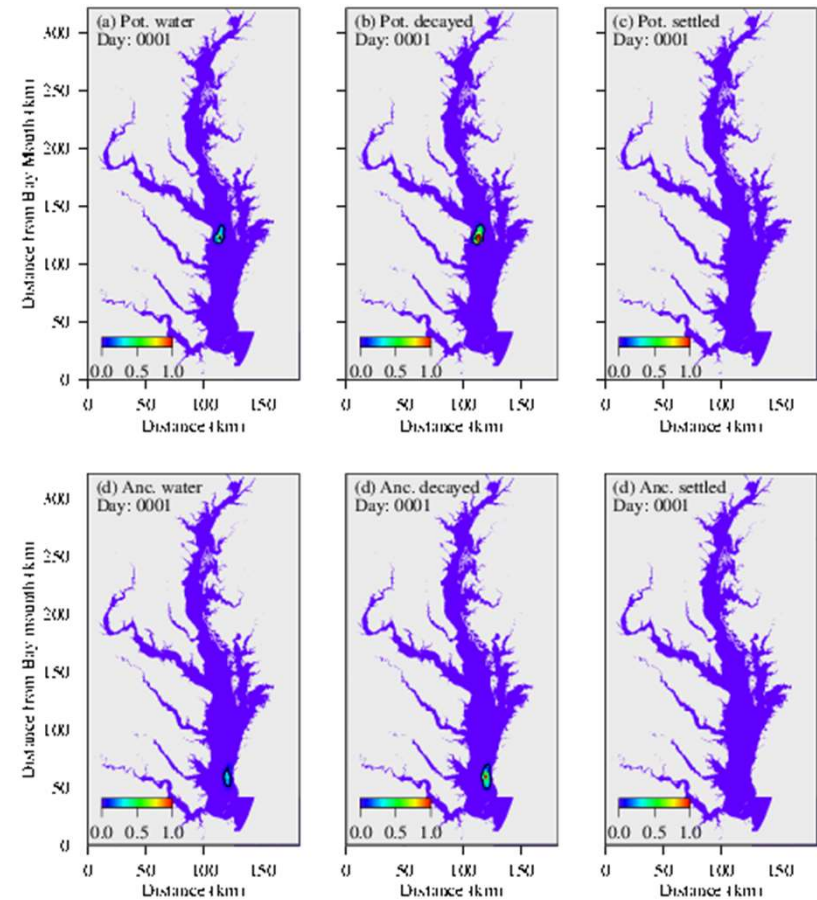 (a) Pot. water
Day: 0001
(b) Pot. decayed
Day: 0001
(c) Pot. settled
Day: 0001
Distance from Bay Mouth (km)
300
250
200
150
100
50
0
0.0 0.5 1.0
0.0 0.5 1.0
0.0 0.5 1.0
0 50 100 150
0 50 100 150
0 50 100 150
Distance (km)
Distance (km)
Distance (km)
(d) Anc. water
Day: 0001
(d) Anc. decayed
Day: 0001
(d) Anc. settled
Day: 0001
Distance from Bay mounth (km)
300
250
200
150
100
50
0
0.0 0.5 1.0
0.0 0.5 1.0
0.0 0.5 1.0
0 50 100 150
0 50 100 150
0 50 100 150
Distance (km)
Distance (km)
Distance (km)